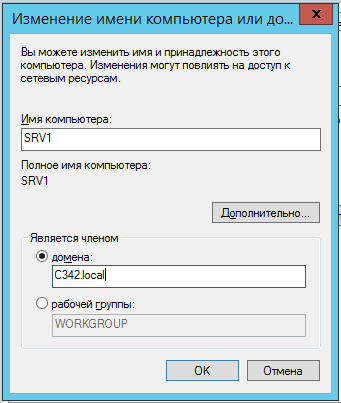 Изменение имени компьютера или до...
x
Вы можете изменить имя и принадлежность этого
компьютера. Изменения могут повлиять на доступ к
сетевым ресурсам.
Имя компьютера:
SRV1
Полное имя компьютера:
SRV1
Дополнительно...
Является членом
домена:
C342.local
рабочей группы:
WORKGROUP
OK
Отмена